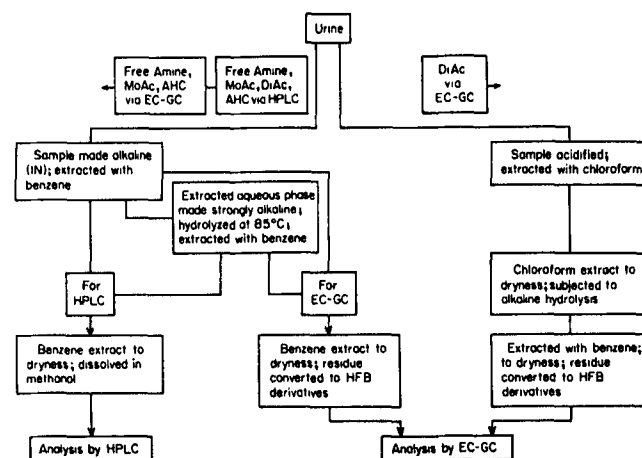 Urine
Free Amine,
MoAc, AHC
via EC-GC
Free Amine,
MoAc, DiAc,
AHC via HPLC
DiAc
via
EC-GC
Sample made alkaline
(IN); extracted with
benzene
Sample acidified;
extracted with chloroform
Extracted aqueous phase
made strongly alkaline;
hydrolyzed at 85°C;
extracted with benzene
For
HPLC
For
EC-GC
Chloroform extract to
dryness; subjected to
alkaline hydrolysis
Benzene extract to
dryness; dissolved in
methanol
Benzene extract to
dryness; residue
converted to HFB
derivatives
Extracted with benzene;
to dryness; residue
converted to HFB
derivatives
Analysis by HPLC
Analysis by EC-GC